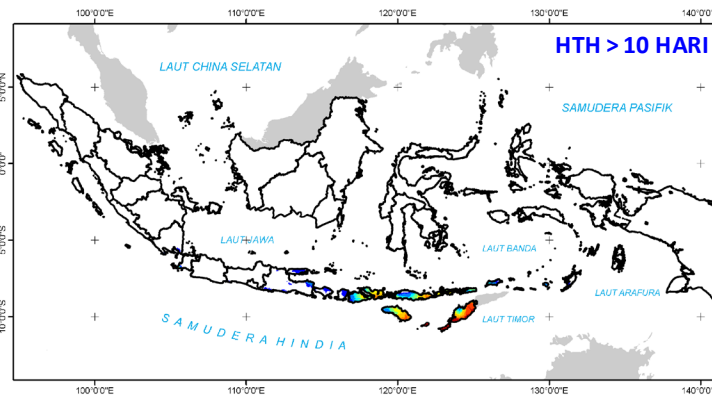 100°0'0"E 110°0'0"E 120°0'0"E 130°0'0"E 140°0'0"
HTH > 10 HARI
LAUT CHINA SELATAN
5°0'0"N
SAMUDERA PASIFIK
0°0'0"
LAUT JAWA
5°0'0"S
LAUT BANDA
LAUT ARAFURA
10°0'0"S
SAMUDERA HINDIA
LAUT TIMOR
100°0'0"E 110°0'0"E 120°0'0"E 130°0'0"E 140°0'0"